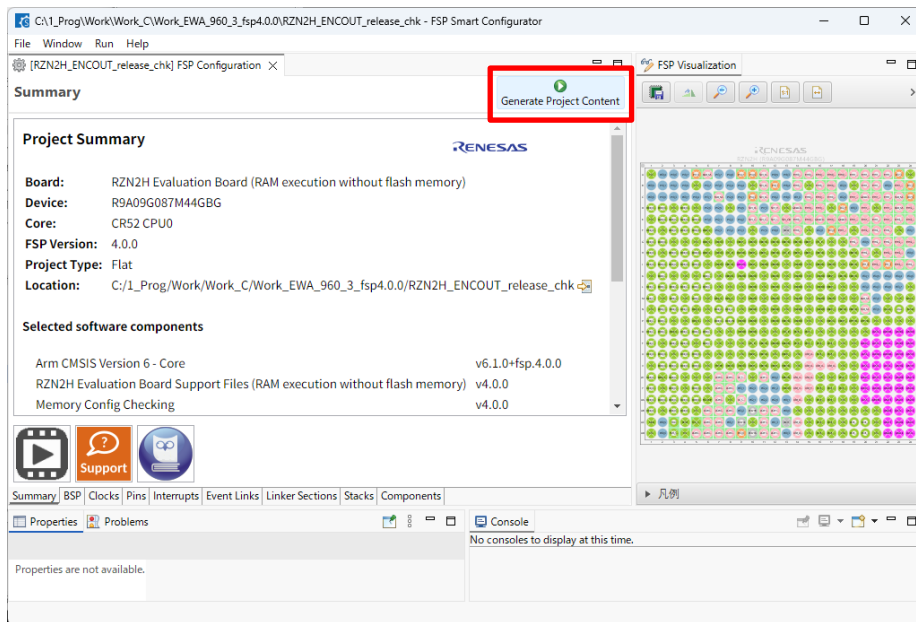 C:\1_Prog\Work\Work_C\Work_EWA_960_3_fsp4.0.0\RZN2H_ENCOUT_release_chk - FSP Smart Configurator
File Window Run Help
[RZN2H_ENCOUT_release_chk] FSP Configuration
FSP Visualization
Summary
Generate Project Content
Project Summary
RENESAS
Board: RZN2H Evaluation Board (RAM execution without flash memory)
Device: R9A09G087M44GBG
Core: CR52 CPU0
FSP Version: 4.0.0
Project Type: Flat
Location: C:/1_Prog/Work/Work_C/Work_EWA_960_3_fsp4.0.0/RZN2H_ENCOUT_release_chk
Selected software components
Arm CMSIS Version 6 - Core v6.1.0+fsp.4.0.0
RZN2H Evaluation Board Support Files (RAM execution without flash memory) v4.0.0
Memory Config Checking v4.0.0
RENESAS
Support
Summary BSP Clocks Pins Interrupts Event Links Linker Sections Stacks Components
凡例
Properties Problems
Console
No consoles to display at this time.
Properties are not available.